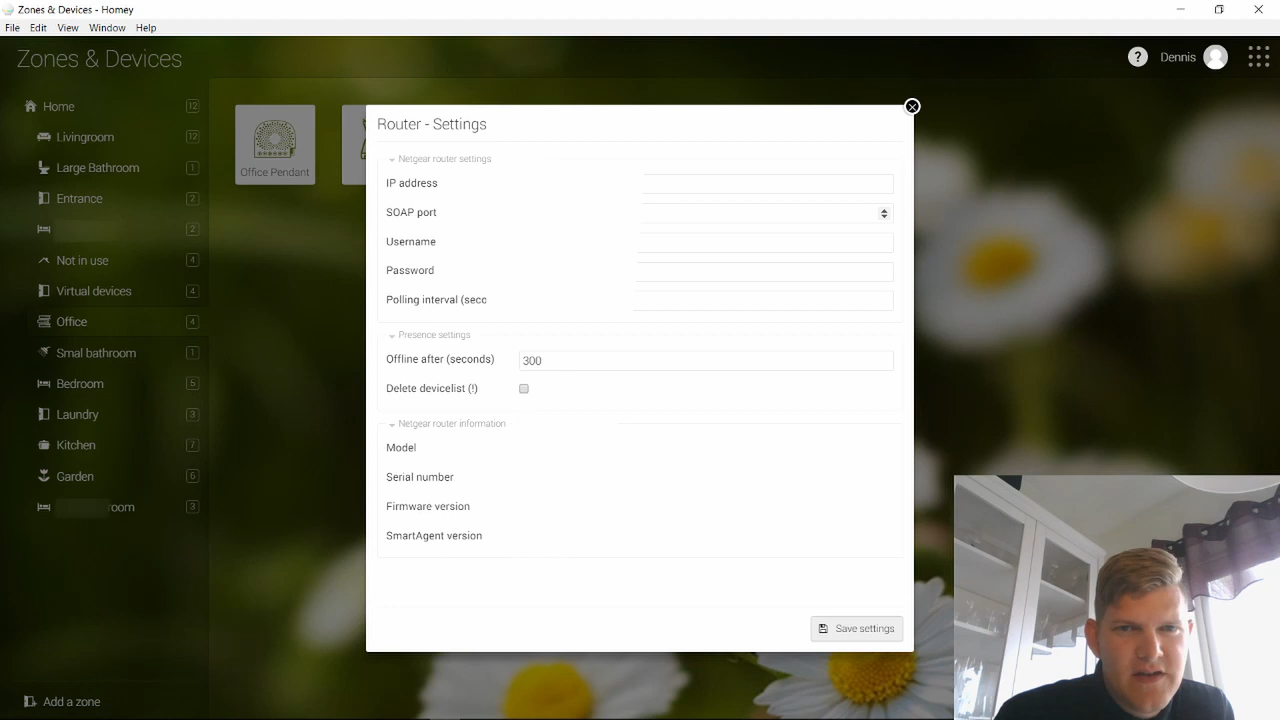 Zones & Devices - Homey
File Edit View Window Help
Zones & Devices
? Dennis
Home 12
Livingroom 12
Large Bathroom 1
Entrance 2
2
Not in use 4
Virtual devices 4
Office 4
Smal bathroom 1
Bedroom 5
Laundry 3
Kitchen 7
Garden 6
room 3
Add a zone
Office Pendant
Router - Settings
Netgear router settings
IP address
SOAP port
Username
Password
Polling interval (seco
Presence settings
Offline after (seconds) 300
Delete devicelist (!)
Netgear router information
Model
Serial number
Firmware version
SmartAgent version
Save settings